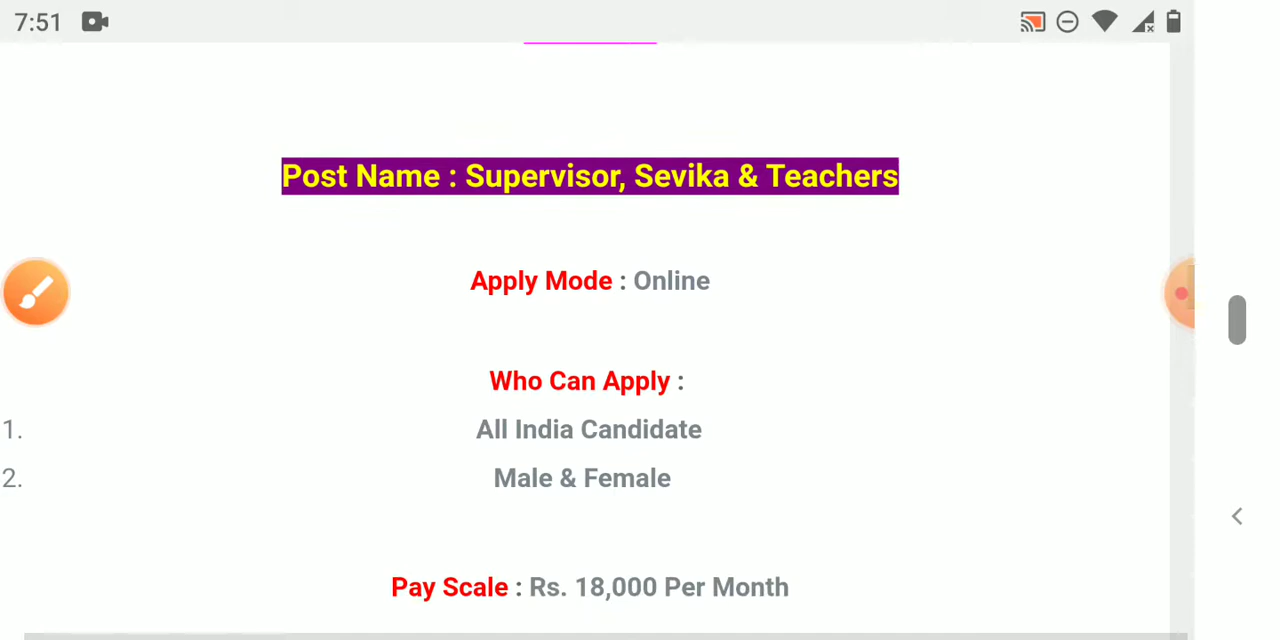 7:51
Post Name : Supervisor, Sevika & Teachers
Apply Mode : Online
Who Can Apply :
1. All India Candidate
2. Male & Female
Pay Scale : Rs. 18,000 Per Month